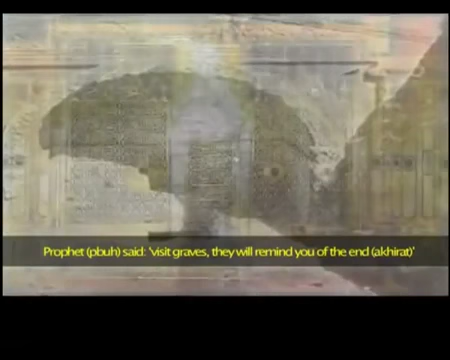 Prophet (pbuh) said: 'visit graves, they will remind you of the end (akhirat)'